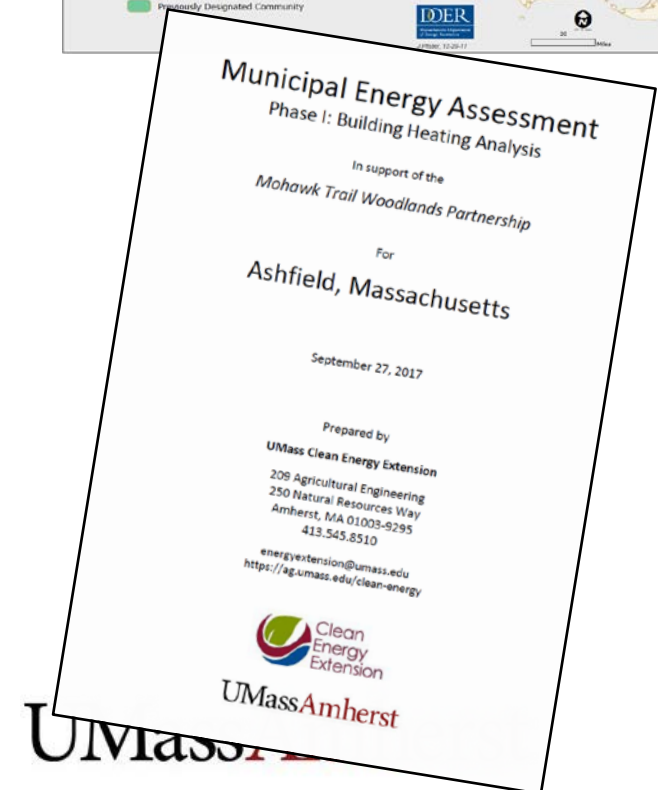 Previously Designated Community
DOER
Municipal Energy Assessment
Phase I: Building Heating Analysis
In support of the
Mohawk Trail Woodlands Partnership
For
Ashfield, Massachusetts
September 27, 2017
Prepared by
UMass Clean Energy Extension
209 Agricultural Engineering
250 Natural Resources Way
Amherst, MA 01003-9295
413.545.8510
energyextension@umass.edu
https://ag.umass.edu/clean-energy
Clean
Energy
Extension
UMassAmherst
UMass